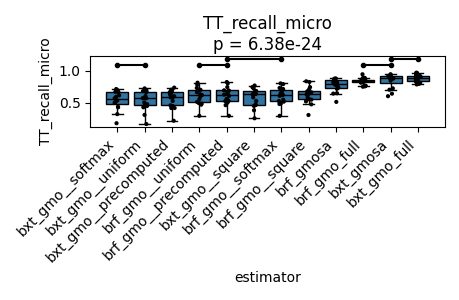 TT_recall_micro
p = 6.38e-24
TT_recall_micro
1.0
0.5
bxt_gmo__softmax
bxt_gmo__uniform
bxt_gmo__precomputed
brf_gmo__uniform
brf_gmo__precomputed
bxt_gmo__square
brf_gmo__softmax
brf_gmo__square
brf_gmosa
brf_gmo_full
bxt_gmosa
bxt_gmo_full
estimator